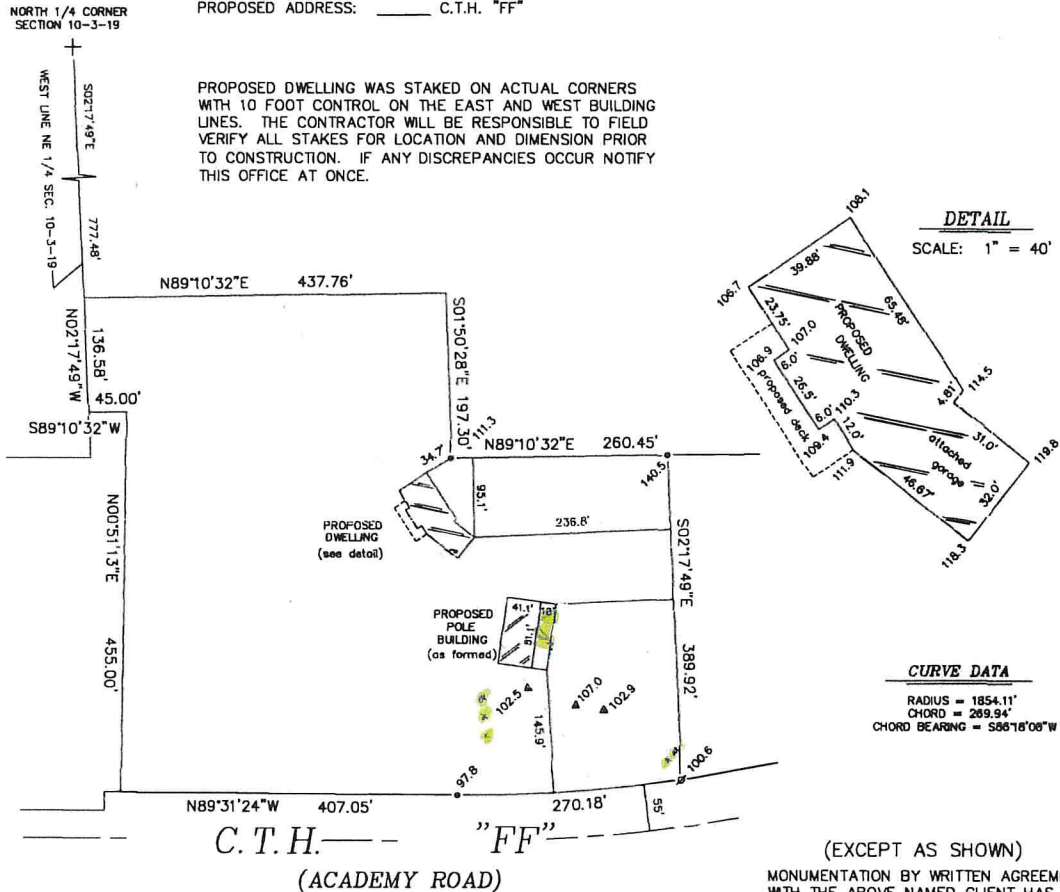 NORTH 1/4 CORNER
SECTION 10-3-19
PROPOSED ADDRESS: ______ C.T.H. "FF"
PROPOSED DWELLING WAS STAKED ON ACTUAL CORNERS
WITH 10 FOOT CONTROL ON THE EAST AND WEST BUILDING
LINES. THE CONTRACTOR WILL BE RESPONSIBLE TO FIELD
VERIFY ALL STAKES FOR LOCATION AND DIMENSION PRIOR
TO CONSTRUCTION. IF ANY DISCREPANCIES OCCUR NOTIFY
THIS OFFICE AT ONCE.
WEST LINE NE 1/4 SEC. 10-3-19
S02°17'49"E
777.48'
N89°10'32"E 437.76'
N02°17'49"W
136.58'
45.00'
S89°10'32"W
N00°51'13"E
455.00'
S01°50'28"E 197.30'
111.3
34.7'
N89°10'32"E 260.45'
140.5
95.1'
236.8'
S02°17'49"E
389.92'
PROPOSED
DWELLING
(see detail)
PROPOSED
POLE
BUILDING
(as formed)
41.1'
81.1'
102.5
107.0
102.9
145.9'
97.8
100.6
N89°31'24"W 407.05'
270.18'
55'
C. T. H. "FF"
(ACADEMY ROAD)
DETAIL
SCALE: 1" = 40'
108.1
39.88'
106.7
23.75'
65.48'
PROPOSED
DWELLING
107.0
106.9
6.0'
26.5'
proposed deck
6.0'
110.3
109.4
12.0'
111.9
4.81'
114.5
31.0'
attached
garage
46.67'
32.0'
119.8
118.3
CURVE DATA
RADIUS = 1854.11'
CHORD = 269.94'
CHORD BEARING = S86°18'08"W
(EXCEPT AS SHOWN)
MONUMENTATION BY WRITTEN AGREEM
WITH THE ABOVE NAMED CLIENT HAS